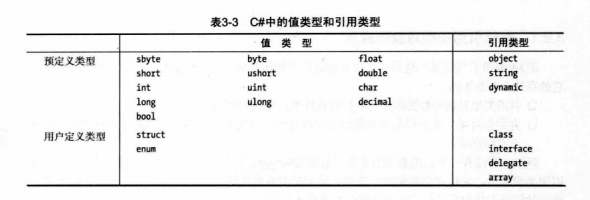 表3-3 C#中的值类型和引用类型
值 类 型 引用类型
预定义类型 sbyte byte float object
short ushort double string
int uint char dynamic
long ulong decimal
bool
用户定义类型 struct class
enum interface
delegate
array